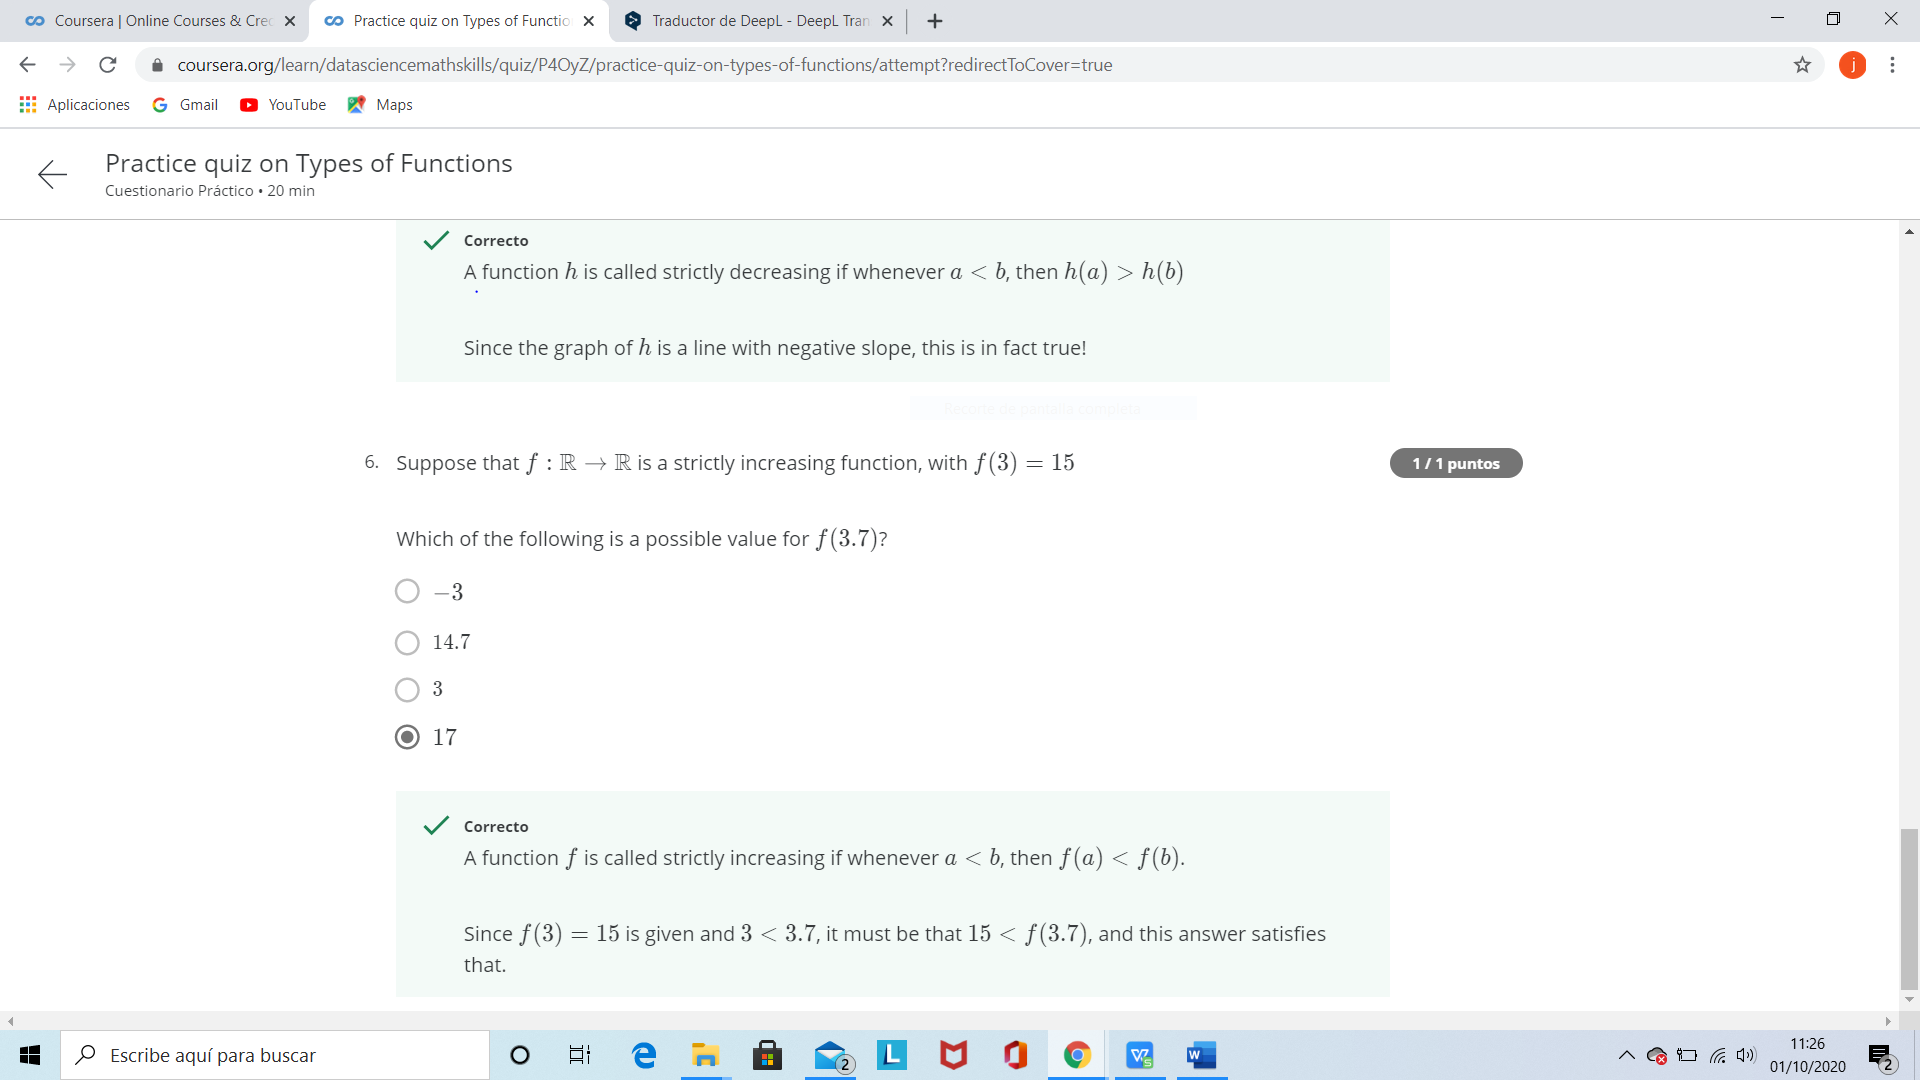 Coursera | Online Courses & Cre
Practice quiz on Types of Functio
Traductor de DeepL - DeepL Tran
coursera.org/learn/datasciencemathskills/quiz/P4OyZ/practice-quiz-on-types-of-functions/attempt?redirectToCover=true
j
Aplicaciones
Gmail
YouTube
Maps
Practice quiz on Types of Functions
Cuestionario Práctico • 20 min
Correcto
A function h is called strictly decreasing if whenever a < b, then h(a) > h(b)
Since the graph of h is a line with negative slope, this is in fact true!
Recorte de pantalla completa
6. Suppose that f : ℝ → ℝ is a strictly increasing function, with f(3) = 15
1 / 1 puntos
Which of the following is a possible value for f(3.7)?
−3
14.7
3
17
Correcto
A function f is called strictly increasing if whenever a < b, then f(a) < f(b).
Since f(3) = 15 is given and 3 < 3.7, it must be that 15 < f(3.7), and this answer satisfies
that.
Escribe aquí para buscar
2
L
W
11:26
01/10/2020
2